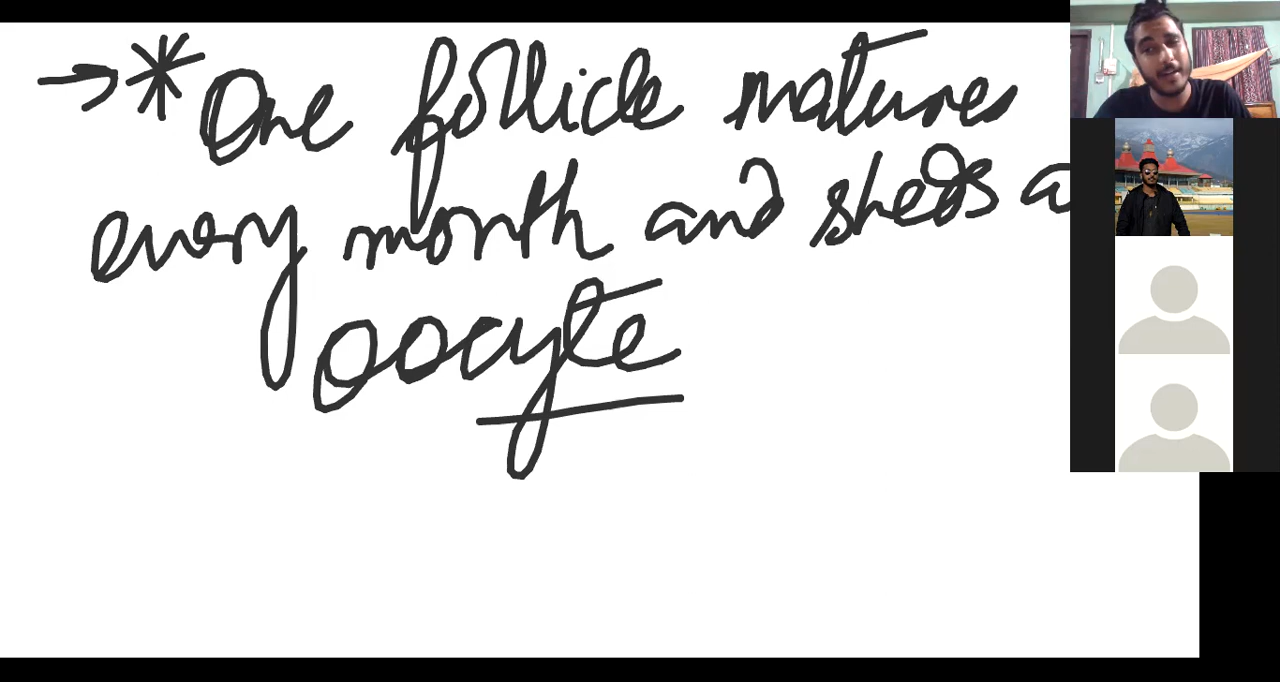 → * One follicle matures
every month and sheds a
oocyte